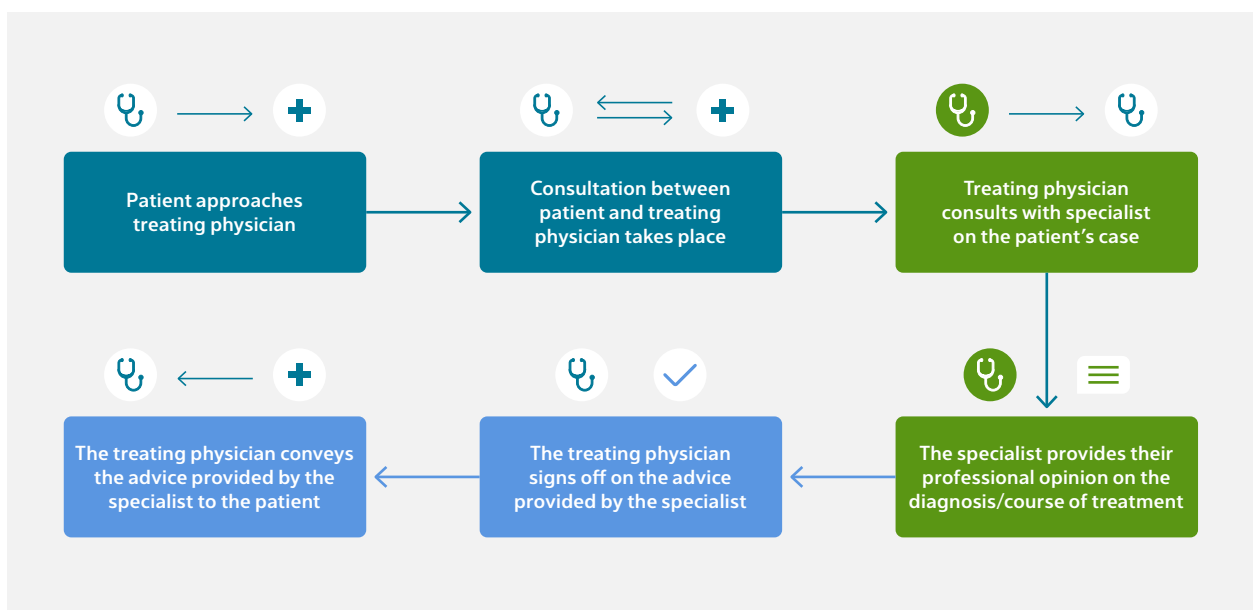 Patient approaches
treating physician
Consultation between
patient and treating
physician takes place
Treating physician
consults with specialist
on the patient’s case
The specialist provides their
professional opinion on the
diagnosis/course of treatment
The treating physician
signs off on the advice
provided by the specialist
The treating physician conveys
the advice provided by the
specialist to the patient